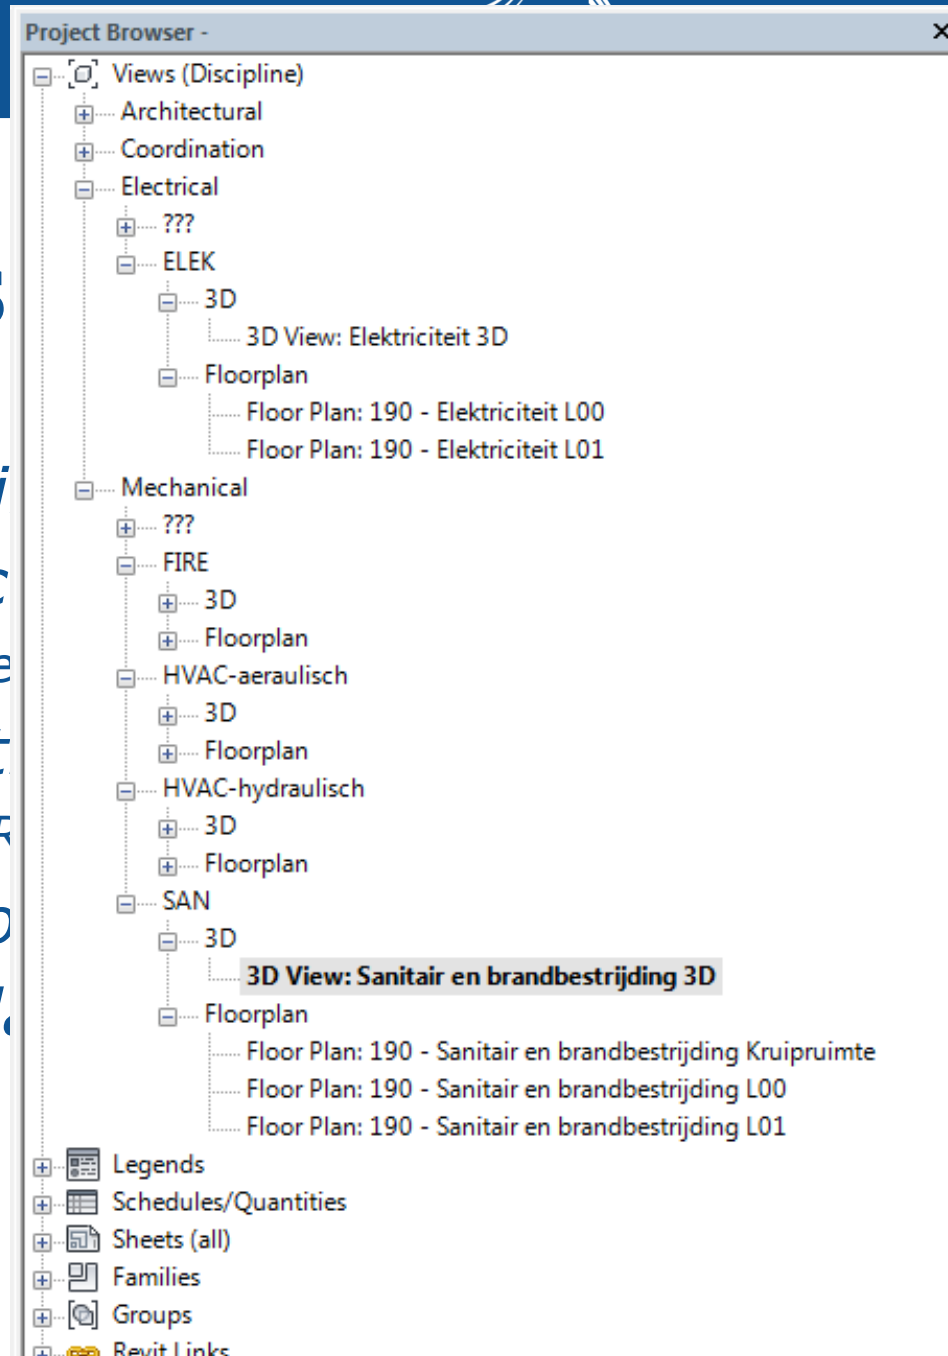 Project Browser -
Views (Discipline)
Architectural
Coordination
Electrical
???
ELEK
3D
3D View: Elektriciteit 3D
Floorplan
Floor Plan: 190 - Elektriciteit L00
Floor Plan: 190 - Elektriciteit L01
Mechanical
???
FIRE
3D
Floorplan
HVAC-aeraulisch
3D
Floorplan
HVAC-hydraulisch
3D
Floorplan
SAN
3D
3D View: Sanitair en brandbestrijding 3D
Floorplan
Floor Plan: 190 - Sanitair en brandbestrijding Kruipruimte
Floor Plan: 190 - Sanitair en brandbestrijding L00
Floor Plan: 190 - Sanitair en brandbestrijding L01
Legends
Schedules/Quantities
Sheets (all)
Families
Groups
Revit Links